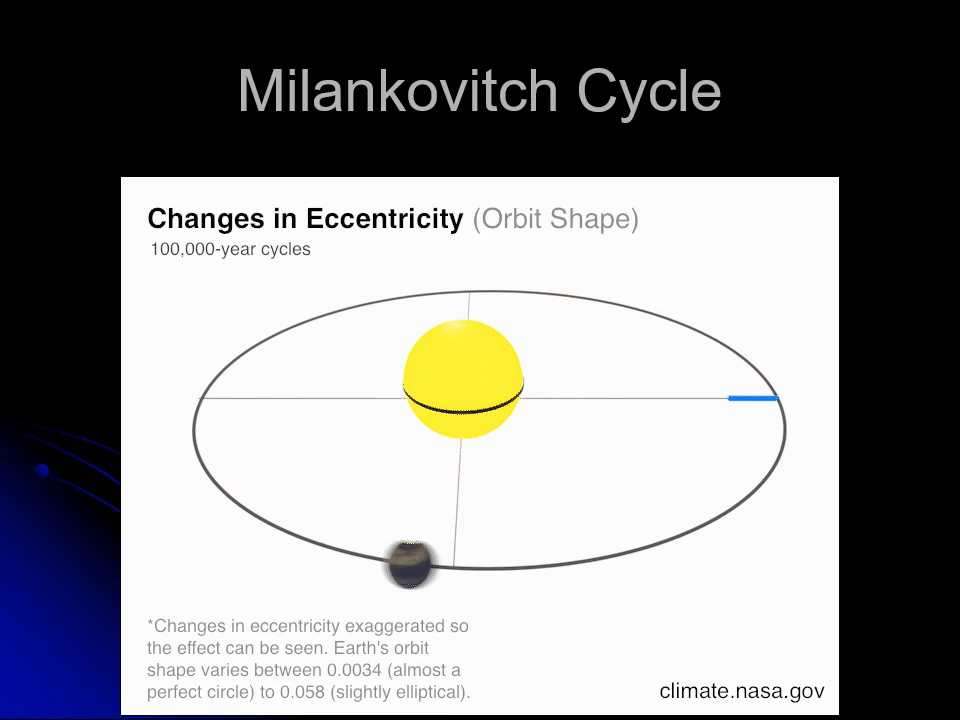 Milankovitch Cycle
Changes in Eccentricity (Orbit Shape)
100,000-year cycles
*Changes in eccentricity exaggerated so
the effect can be seen. Earth's orbit
shape varies between 0.0034 (almost a
perfect circle) to 0.058 (slightly elliptical).
climate.nasa.gov